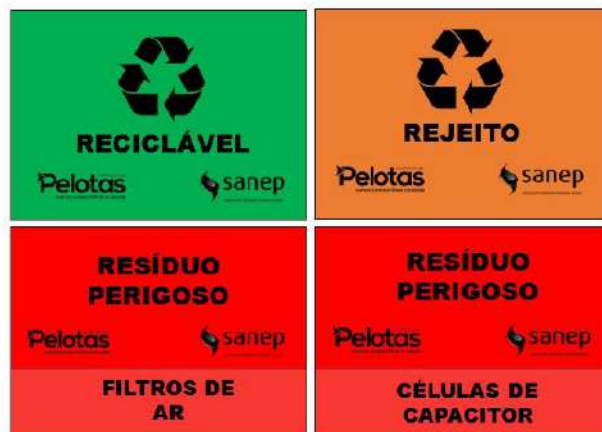 RECICLÁVEL
Pelotas
sanep
REJEITO
Pelotas
sanep
RESÍDUO
PERIGOSO
Pelotas
sanep
FILTROS DE
AR
RESÍDUO
PERIGOSO
Pelotas
sanep
CÉLULAS DE
CAPACITOR